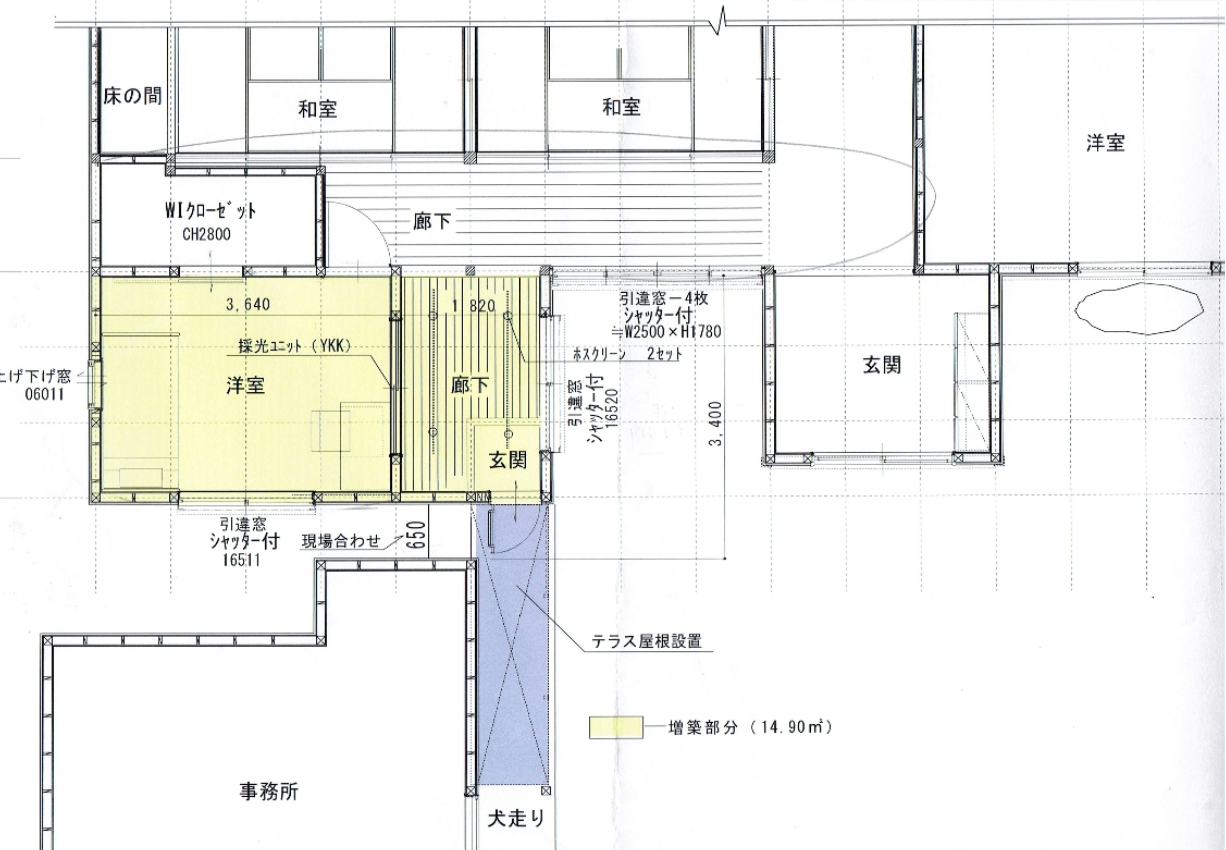 床の間
和室
和室
洋室
WIクローゼット
CH2800
廊下
3,640
1 820
引違窓－4枚
シャッター付
≒W2500×H1780
採光ユニット（YKK）
ホスクリーン　2セット
上げ下げ窓
06011
洋室
廊下
引違窓
シャッター付
16520
3,400
玄関
玄関
引違窓
シャッター付
16511
現場合わせ
650
テラス屋根設置
増築部分（14.90㎡）
事務所
犬走り